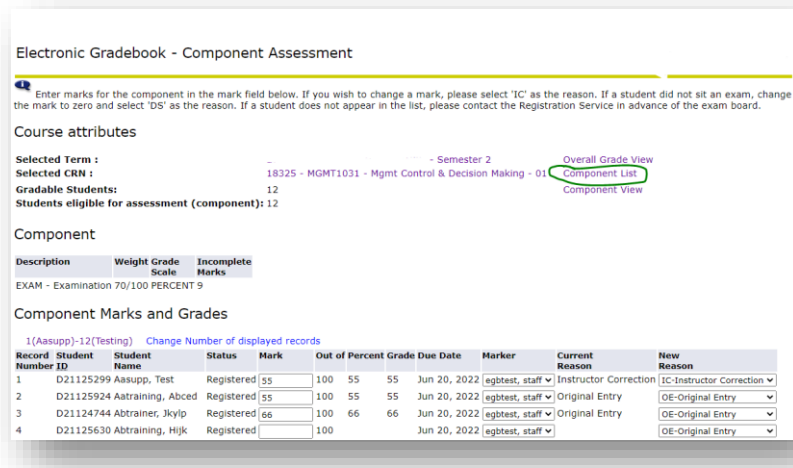 Electronic Gradebook - Component Assessment
Enter marks for the component in the mark field below. If you wish to change a mark, please select 'IC' as the reason. If a student did not sit an exam, change
the mark to zero and select 'DS' as the reason. If a student does not appear in the list, please contact the Registration Service in advance of the exam board.
Course attributes
Selected Term : - Semester 2 Overall Grade View
Selected CRN : 18325 - MGMT1031 - Mgmt Control & Decision Making - 01 Component List
Gradable Students: 12 Component View
Students eligible for assessment (component): 12
Component
Description Weight Grade Incomplete
Scale Marks
EXAM - Examination 70/100 PERCENT 9
Component Marks and Grades
1(Aasupp)-12(Testing) Change Number of displayed records
Record Student Student Status Mark Out of Percent Grade Due Date Marker Current New
Number ID Name Reason Reason
1 D21125299 Aasupp, Test Registered 55 100 55 55 Jun 20, 2022 egbtest, staff Instructor Correction IC-Instructor Correction
2 D21125924 Aatraining, Abced Registered 55 100 55 55 Jun 20, 2022 egbtest, staff Original Entry OE-Original Entry
3 D21124744 Abtrainer, Jkylp Registered 66 100 66 66 Jun 20, 2022 egbtest, staff Original Entry OE-Original Entry
4 D21125630 Abtraining, Hijk Registered 100 Jun 20, 2022 egbtest, staff OE-Original Entry